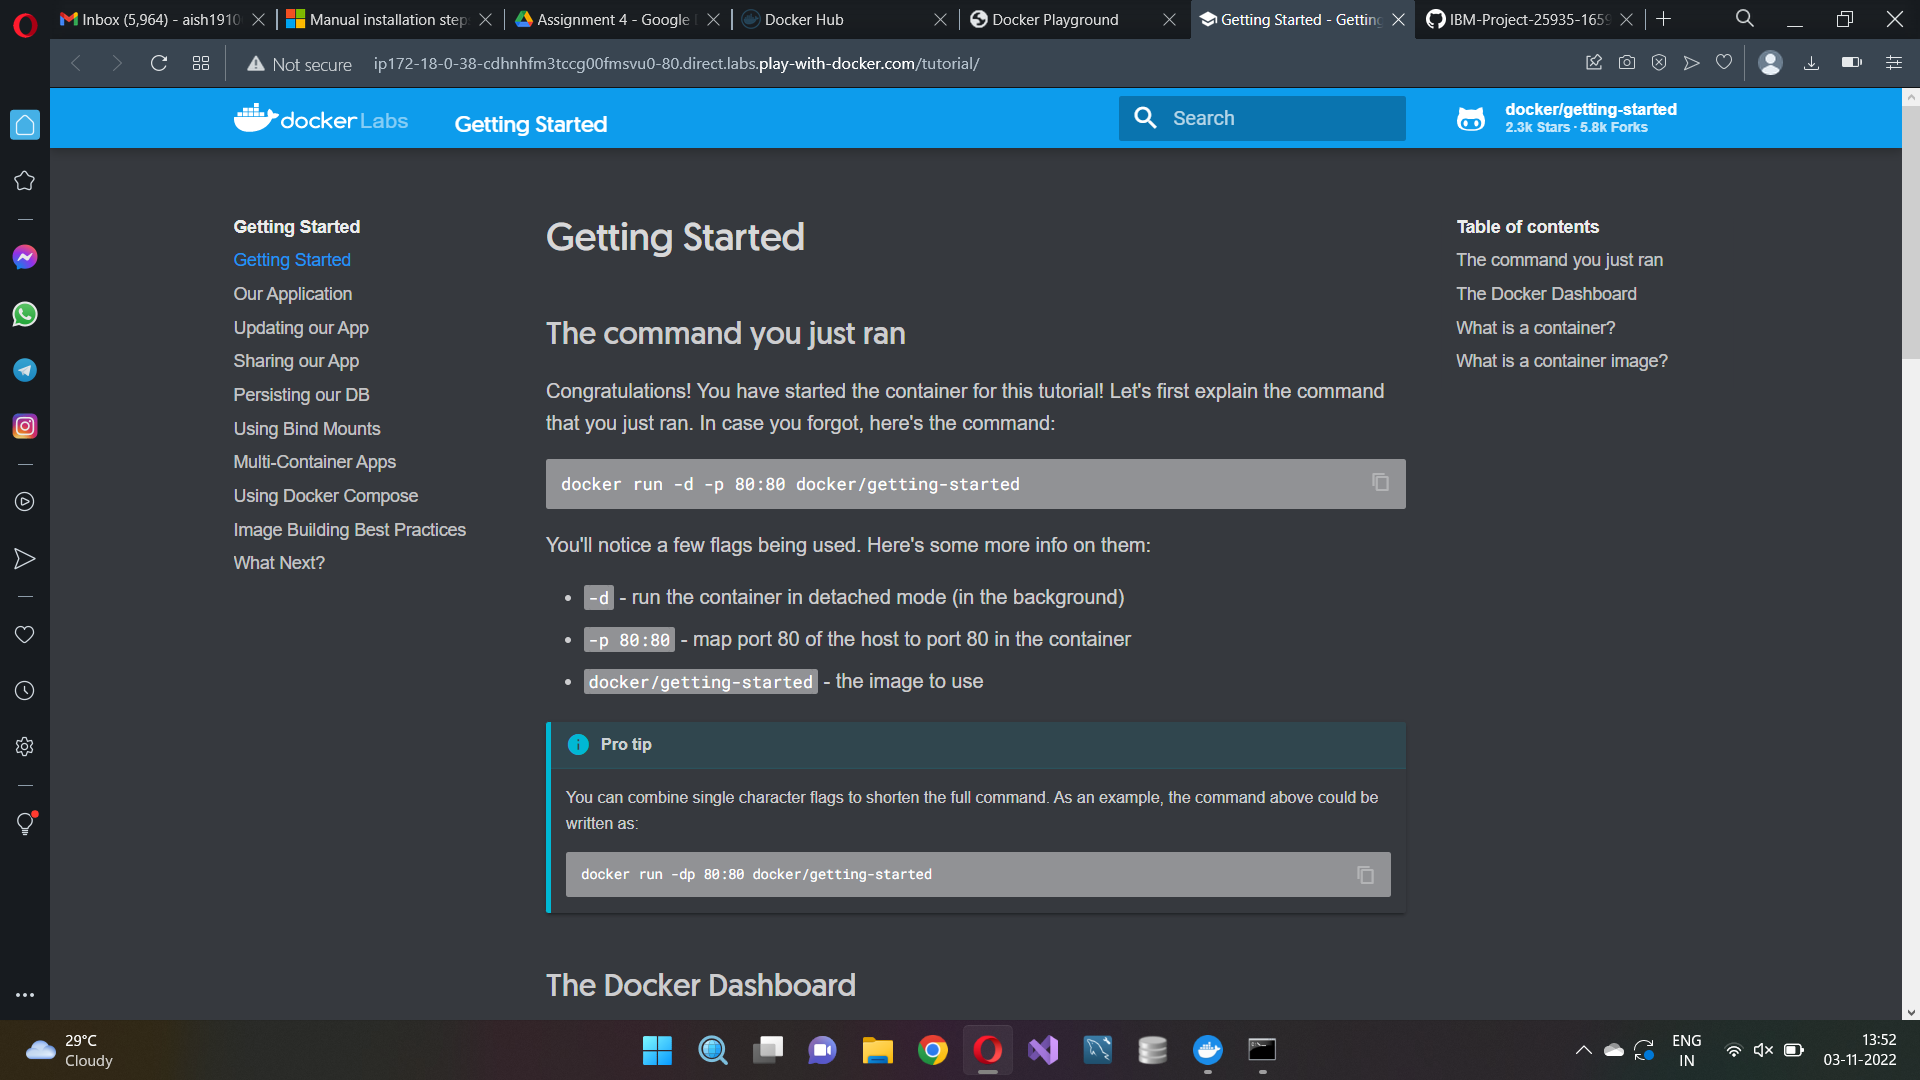 Inbox (5,964) - aish1910
Manual installation step
Assignment 4 - Google
Docker Hub
Docker Playground
Getting Started - Getting
IBM-Project-25935-1659
Not secure
ip172-18-0-38-cdhnhfm3tccg00fmsvu0-80.direct.labs.play-with-docker.com/tutorial/
docker Labs
Getting Started
Search
docker/getting-started
2.3k Stars · 5.8k Forks
Getting Started
Getting Started
Our Application
Updating our App
Sharing our App
Persisting our DB
Using Bind Mounts
Multi-Container Apps
Using Docker Compose
Image Building Best Practices
What Next?
Getting Started
The command you just ran
Congratulations! You have started the container for this tutorial! Let's first explain the command
that you just ran. In case you forgot, here's the command:
docker run -d -p 80:80 docker/getting-started
You'll notice a few flags being used. Here's some more info on them:
• -d - run the container in detached mode (in the background)
• -p 80:80 - map port 80 of the host to port 80 in the container
• docker/getting-started - the image to use
Pro tip
You can combine single character flags to shorten the full command. As an example, the command above could be
written as:
docker run -dp 80:80 docker/getting-started
The Docker Dashboard
Table of contents
The command you just ran
The Docker Dashboard
What is a container?
What is a container image?
29°C
Cloudy
ENG
IN
13:52
03-11-2022